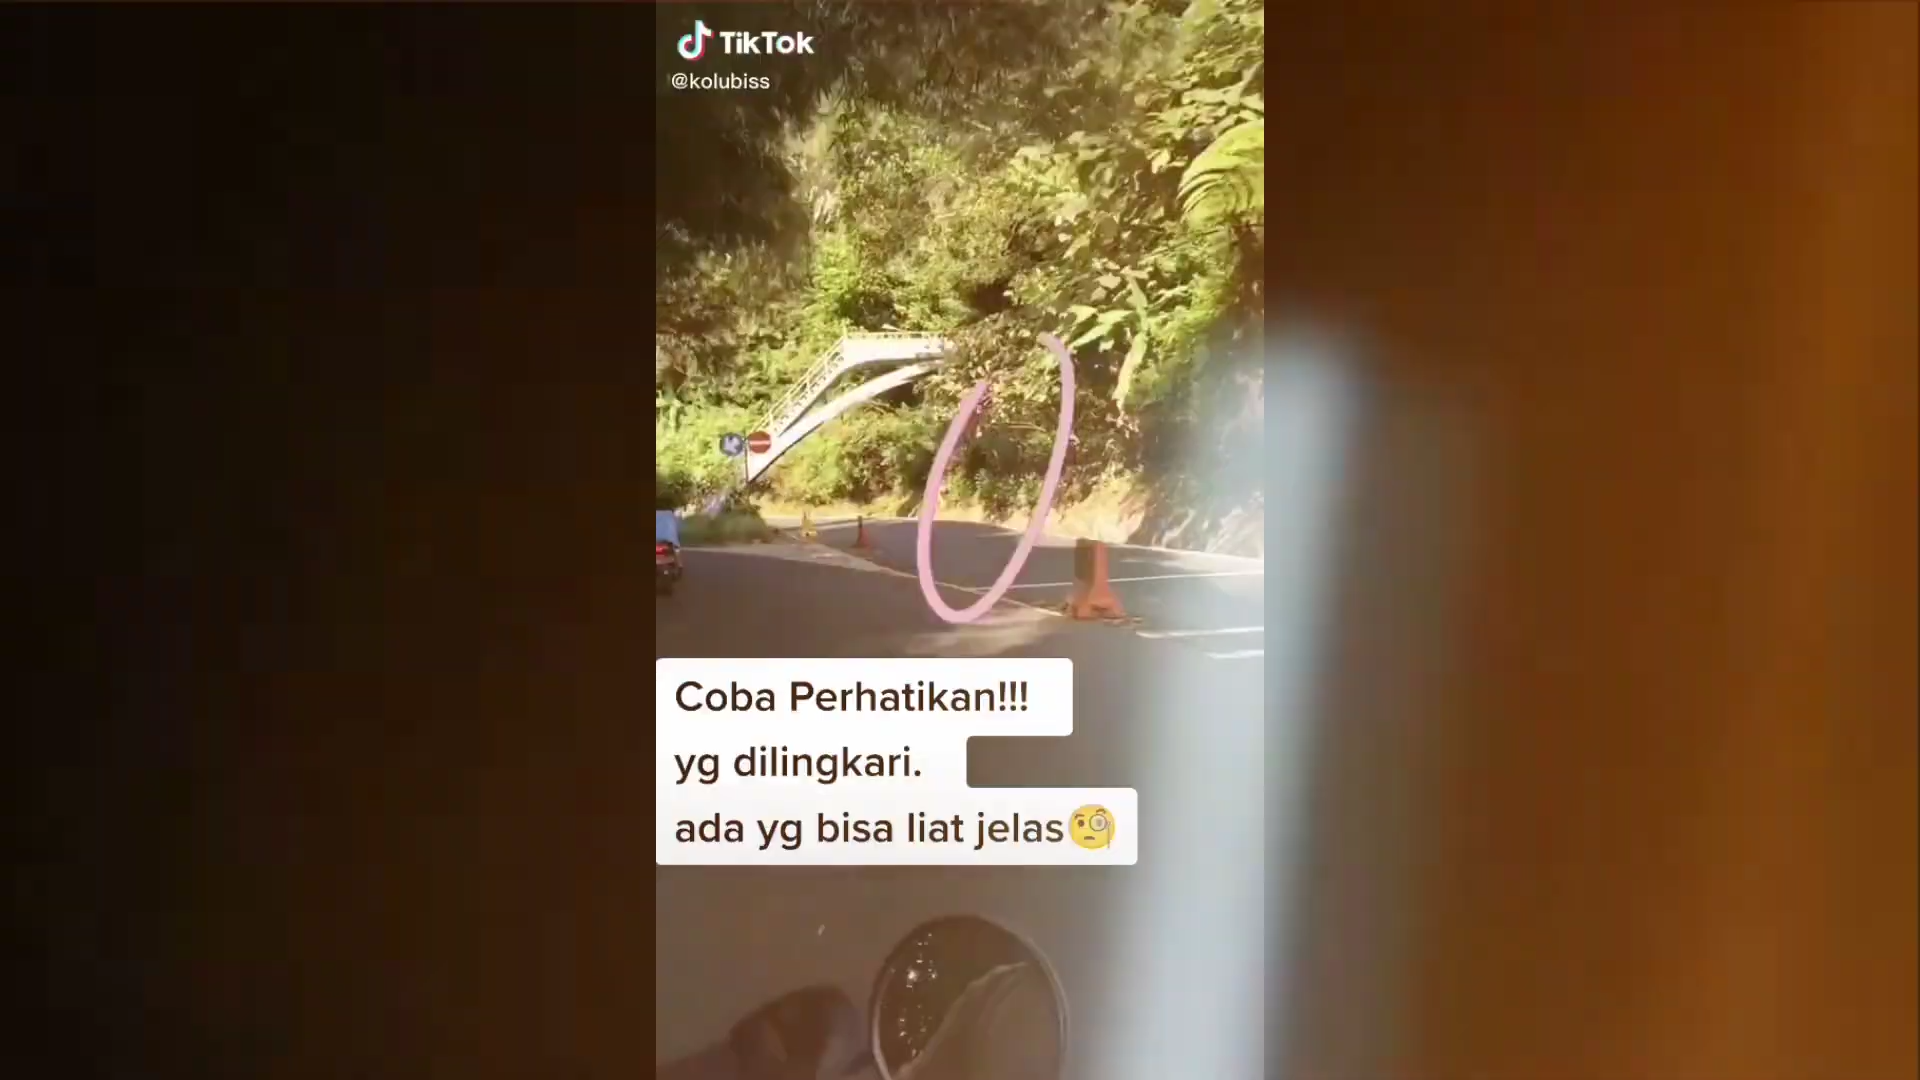 TikTok
@kolubiss
Coba Perhatikan!!!
yg dilingkari.
ada yg bisa liat jelas🧐